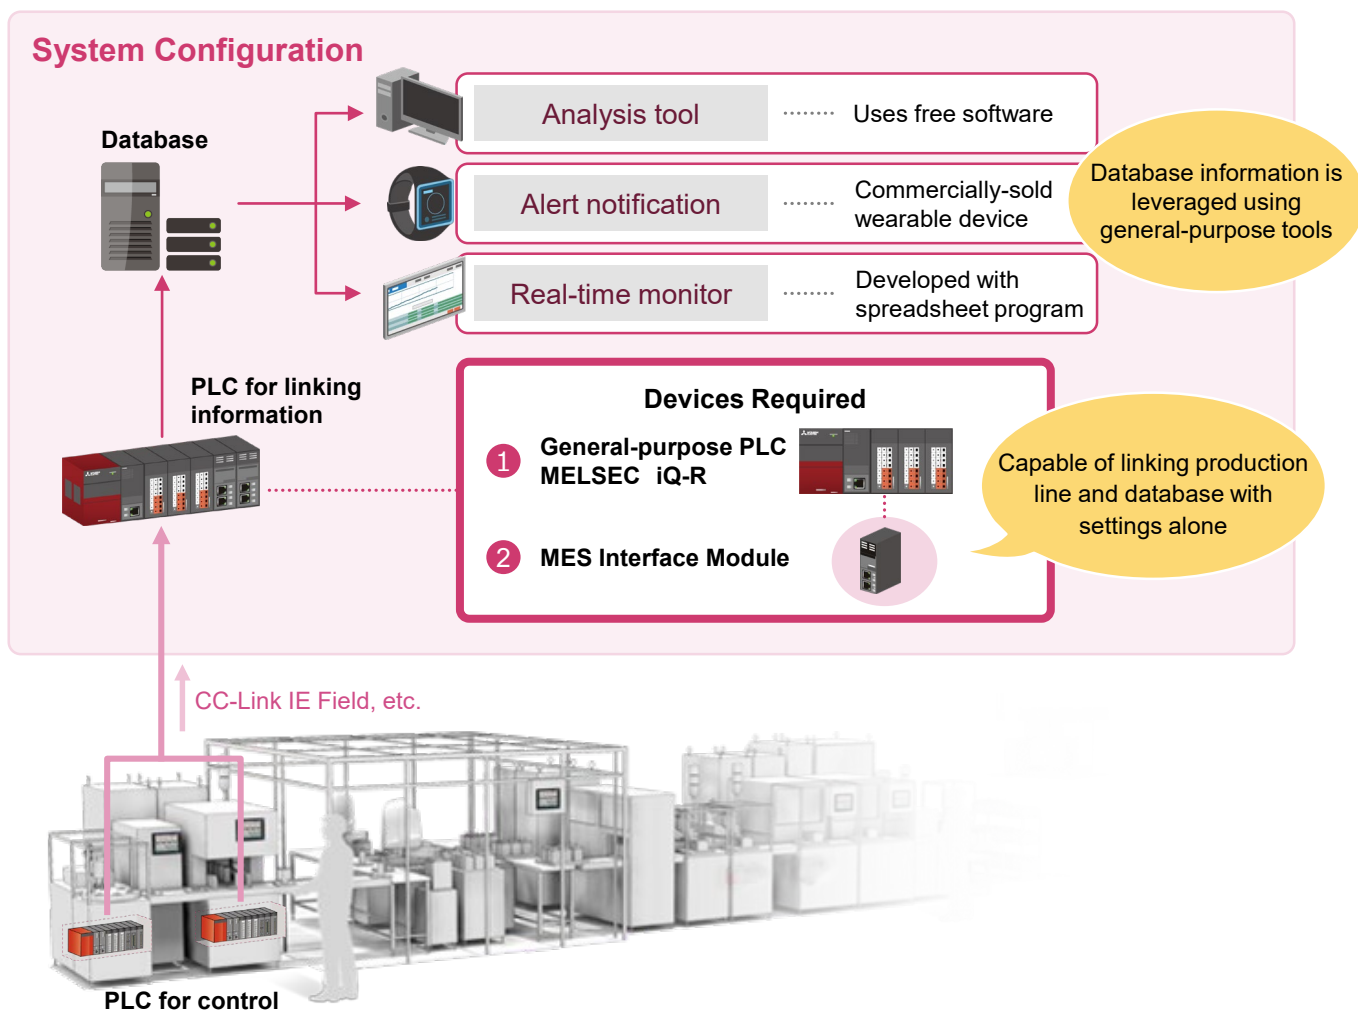 System Configuration
Database
Analysis tool
Uses free software
Alert notification
Commercially-sold
wearable device
Real-time monitor
Developed with
spreadsheet program
Database information is
leveraged using
general-purpose tools
PLC for linking
information
Devices Required
1 General-purpose PLC
MELSEC iQ-R
2 MES Interface Module
Capable of linking production
line and database with
settings alone
CC-Link IE Field, etc.
PLC for control